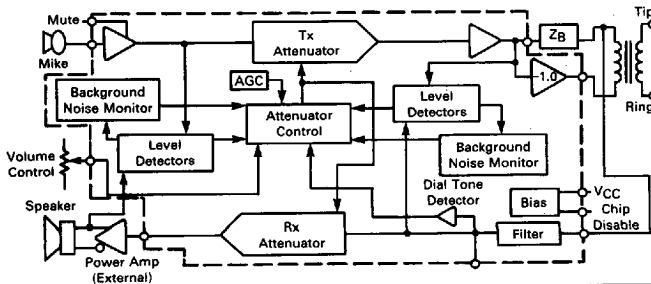 Mute
Mike
Tx
Attenuator
ZB
Tip
Ring
-1.0
Background
Noise Monitor
AGC
Attenuator
Control
Level
Detectors
Level
Detectors
Background
Noise Monitor
Volume
Control
Dial Tone
Detector
Speaker
Bias
VCC
Chip
Disable
Rx
Attenuator
Filter
Power Amp
(External)